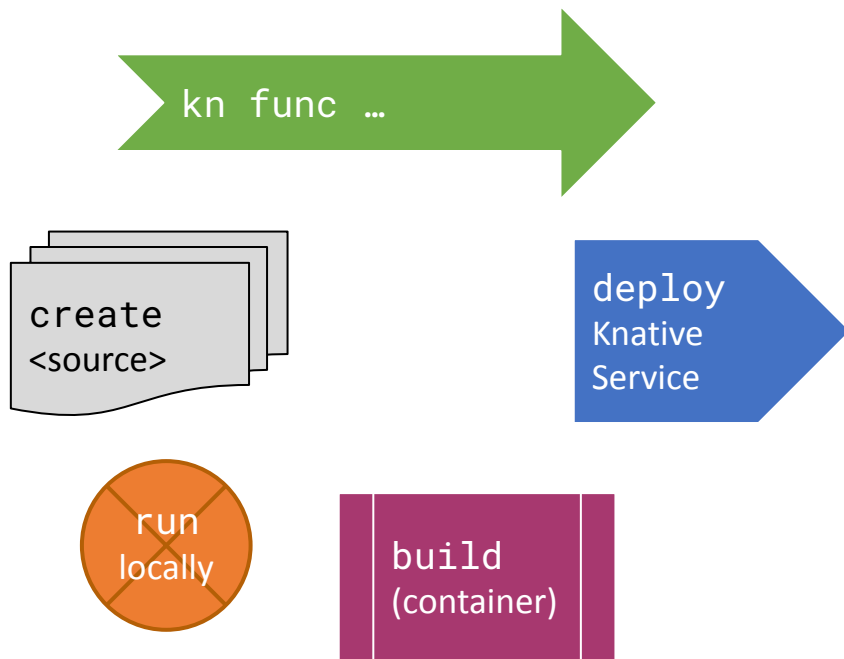 kn func …
create
<source>
deploy
Knative
Service
run
locally
build
(container)